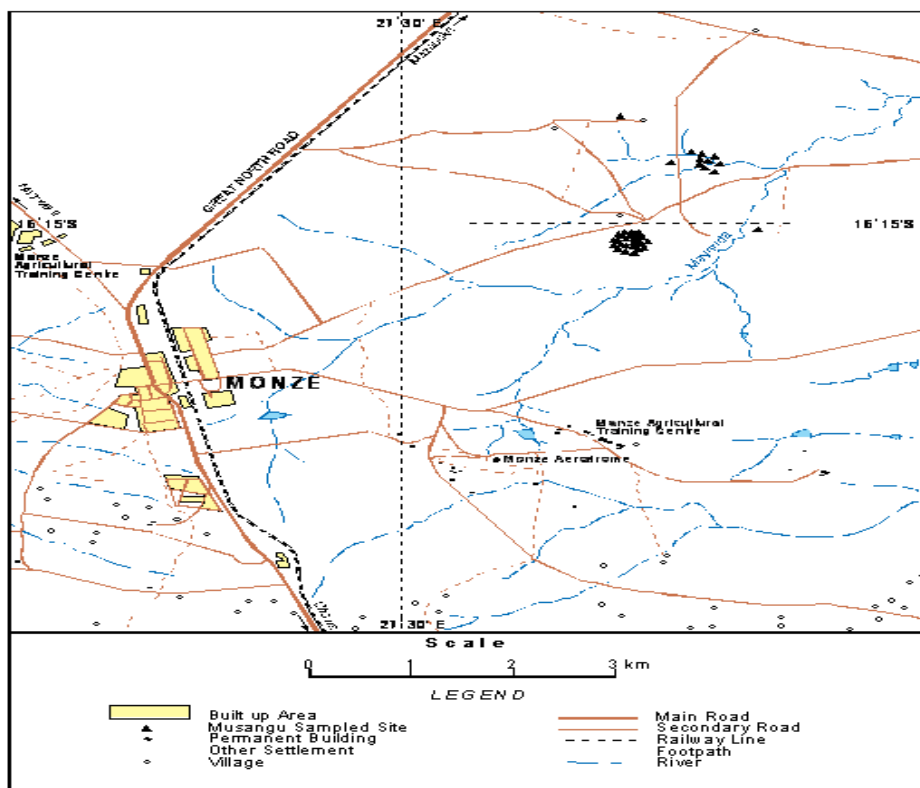 27°30' E
Mazabuka
GREAT NORTH ROAD
16°15'S
16°15'S
Monze
Agricultural
Training Centre
MONZE
Monze Agricultural
Training Centre
Monze Aerodrome
27°30' E
Scale
0 1 2 3 km
LEGEND
Built up Area
Musangu Sampled Site
Permanent Building
Other Settlement
Village
Main Road
Secondary Road
Railway Line
Footpath
River